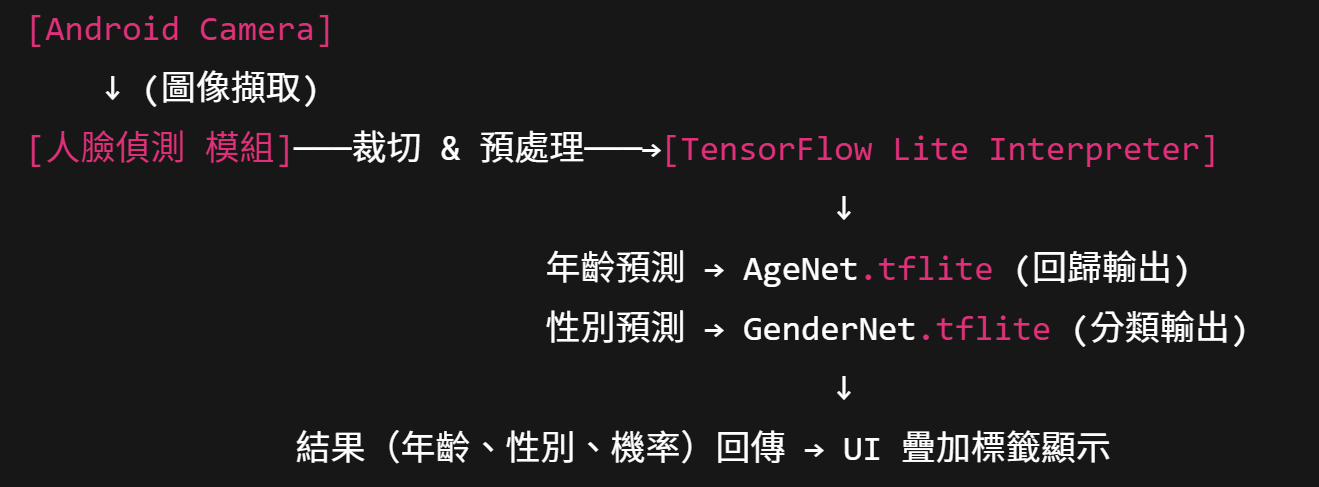 [Android Camera]
↓ (圖像擷取)
[人臉偵測 模組]───裁切 & 預處理───→[TensorFlow Lite Interpreter]
↓
年齡預測 → AgeNet.tflite (回歸輸出)
性別預測 → GenderNet.tflite (分類輸出)
↓
結果（年齡、性別、機率）回傳 → UI 疊加標籤顯示